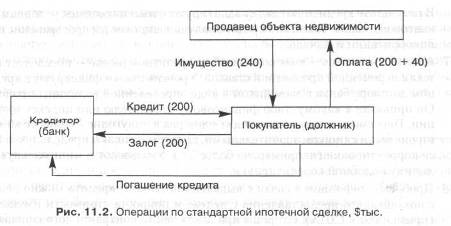 Продавец объекта недвижимости
Имущество (240)
Оплата (200 + 40)
Кредитор
(банк)
Кредит (200)
Залог (200)
Покупатель (должник)
Погашение кредита
Рис. 11.2. Операции по стандартной ипотечной сделке, $тыс.